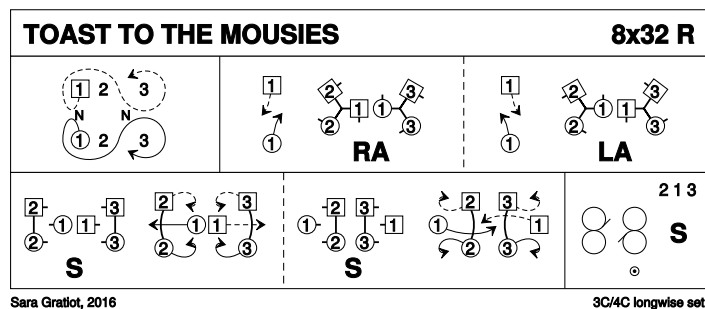 TOAST TO THE MOUSIES 8x32 R
1 2 3
N N
1 2 3
1 1
2 1 1 3
2 3
RA
1 1
2 1 1 3
2 3
LA
2 3
1 1
2 3
S
2 3
1 1
2 3
2 3
1 1
2 3
S
2 3
1 1
2 3
2 1 3
S
Sara Gratiot, 2016 3C/4C longwise set